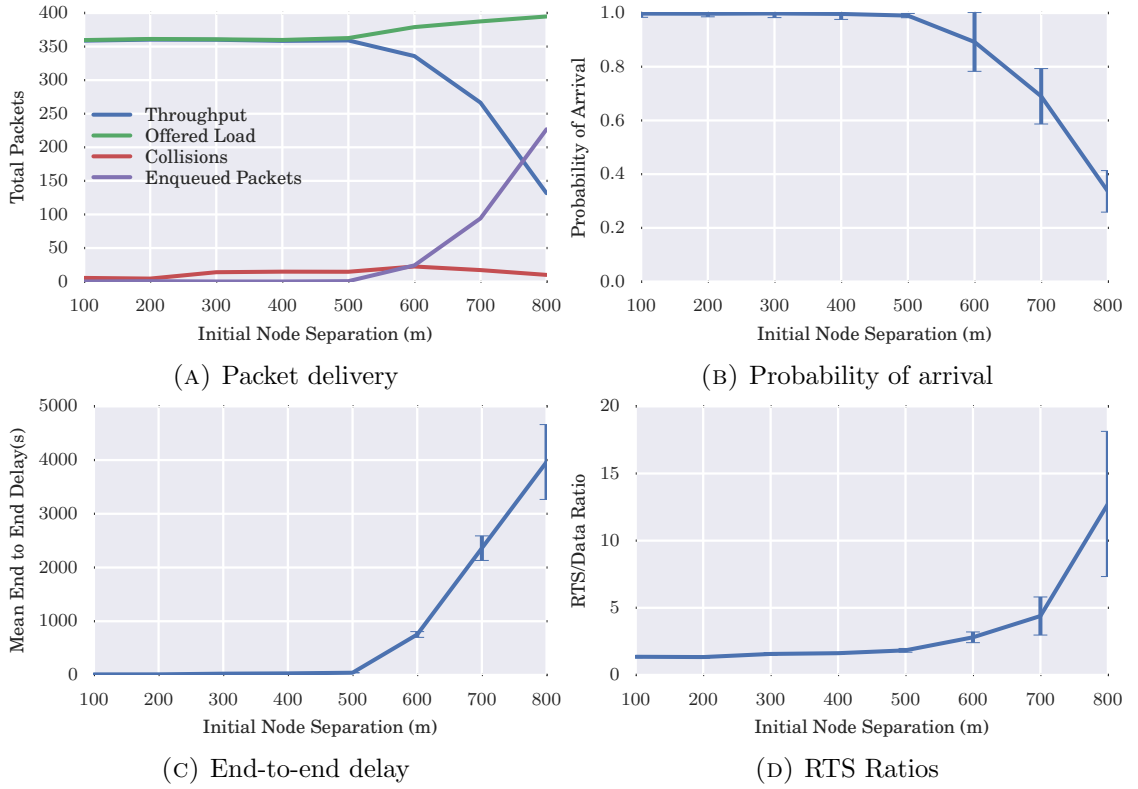 400
350
300
250
200
150
100
50
0
Total Packets
Throughput
Offered Load
Collisions
Enqueued Packets
100 200 300 400 500 600 700 800
Initial Node Separation (m)
(A) Packet delivery
1.0
0.8
0.6
0.4
0.2
0.0
Probability of Arrival
100 200 300 400 500 600 700 800
Initial Node Separation (m)
(B) Probability of arrival
5000
4000
3000
2000
1000
0
Mean End to End Delay(s)
100 200 300 400 500 600 700 800
Initial Node Separation (m)
(C) End-to-end delay
20
15
10
5
0
RTS/Data Ratio
100 200 300 400 500 600 700 800
Initial Node Separation (m)
(D) RTS Ratios